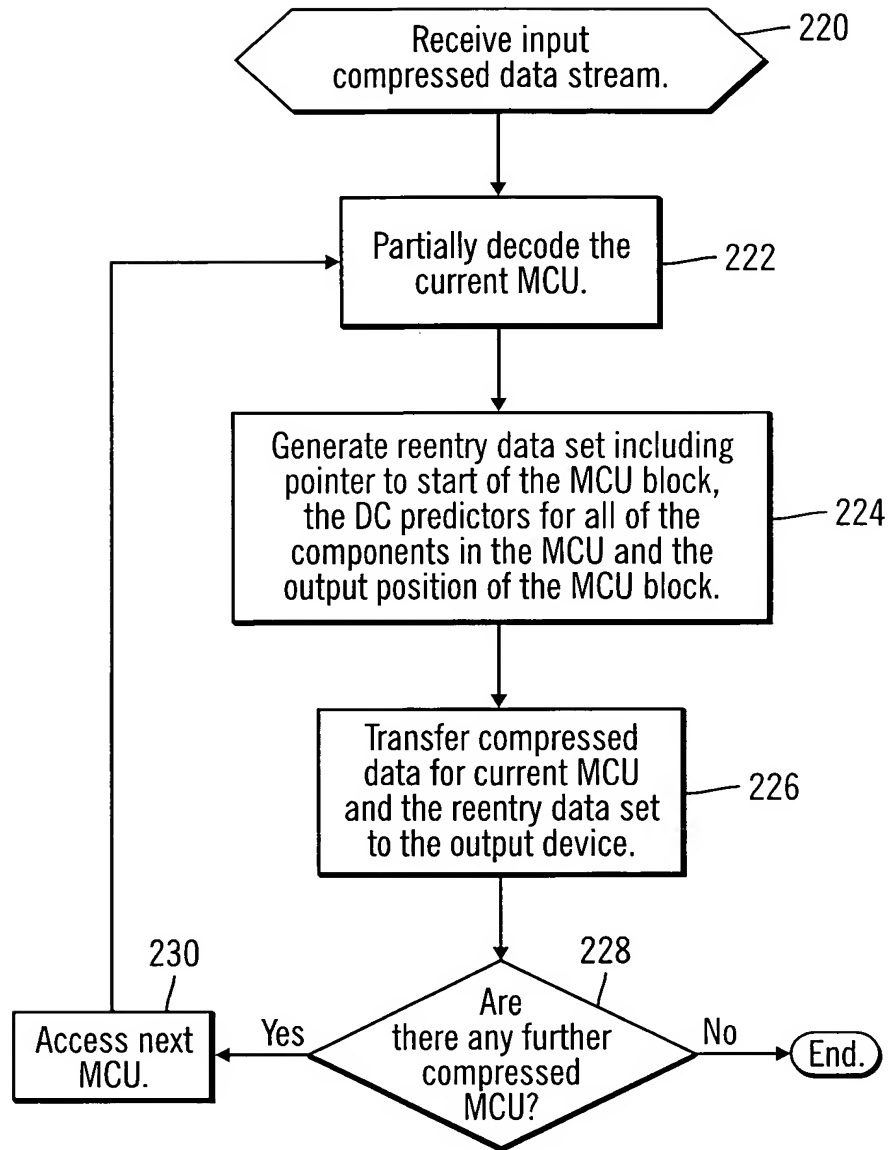 220
Receive input
compressed data stream.
Partially decode the
current MCU.
222
Generate reentry data set including
pointer to start of the MCU block,
the DC predictors for all of the
components in the MCU and the
output position of the MCU block.
224
Transfer compressed
data for current MCU
and the reentry data set
to the output device.
226
228
Are
there any further
compressed
MCU?
Yes
No
230
Access next
MCU.
End.